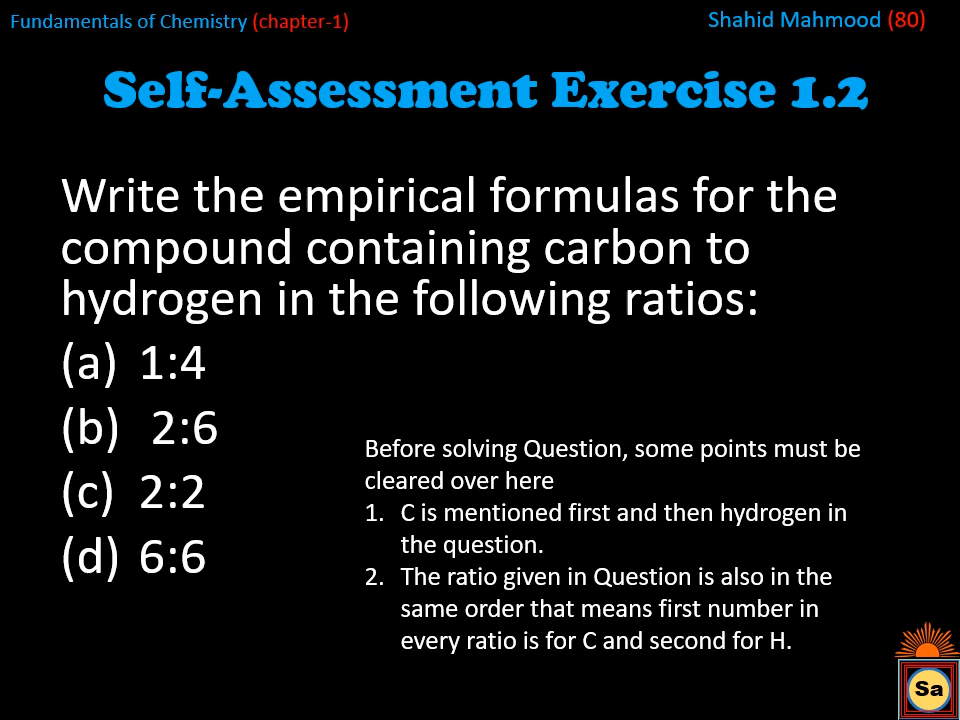 Fundamentals of Chemistry (chapter-1)
Shahid Mahmood (80)
Self-Assessment Exercise 1.2
Write the empirical formulas for the
compound containing carbon to
hydrogen in the following ratios:
(a) 1:4
(b) 2:6
(c) 2:2
(d) 6:6
Before solving Question, some points must be
cleared over here
1. C is mentioned first and then hydrogen in
the question.
2. The ratio given in Question is also in the
same order that means first number in
every ratio is for C and second for H.
Sa